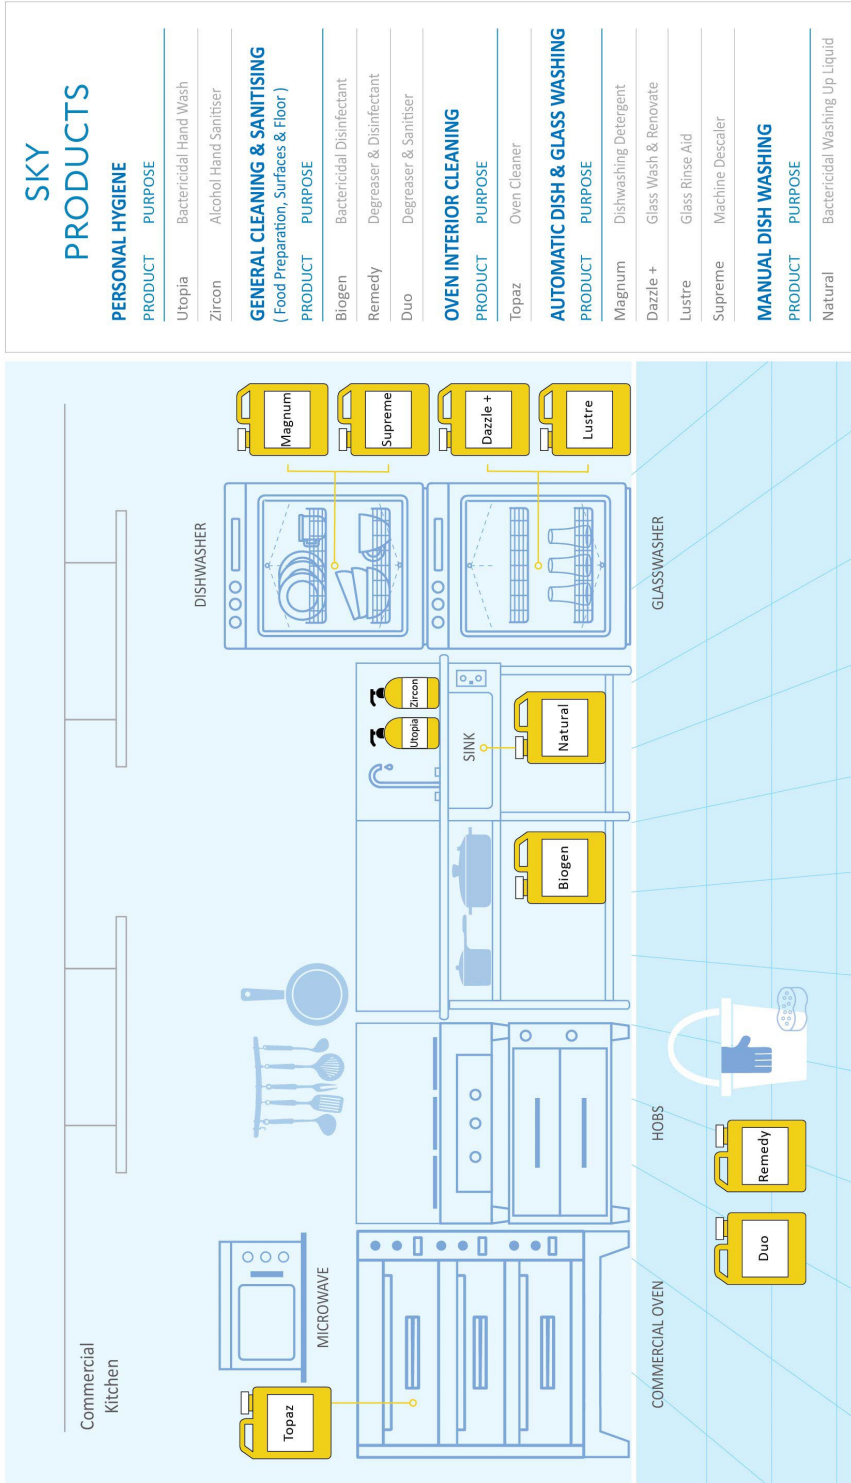 Commercial
Kitchen
Topaz
MICROWAVE
COMMERCIAL OVEN
HOBS
Duo
Remedy
Biogen
Utopia
Zircon
SINK
Natural
DISHWASHER
GLASSWASHER
Magnum
Supreme
Dazzle +
Lustre
SKY
PRODUCTS
PERSONAL HYGIENE
PRODUCT PURPOSE
Utopia Bactericidal Hand Wash
Zircon Alcohol Hand Sanitiser
GENERAL CLEANING & SANITISING
( Food Preparation, Surfaces & Floor )
PRODUCT PURPOSE
Biogen Bactericidal Disinfectant
Remedy Degreaser & Disinfectant
Duo Degreaser & Sanitiser
OVEN INTERIOR CLEANING
PRODUCT PURPOSE
Topaz Oven Cleaner
AUTOMATIC DISH & GLASS WASHING
PRODUCT PURPOSE
Magnum Dishwashing Detergent
Dazzle + Glass Wash & Renovate
Lustre Glass Rinse Aid
Supreme Machine Descaler
MANUAL DISH WASHING
PRODUCT PURPOSE
Natural Bactericidal Washing Up Liquid